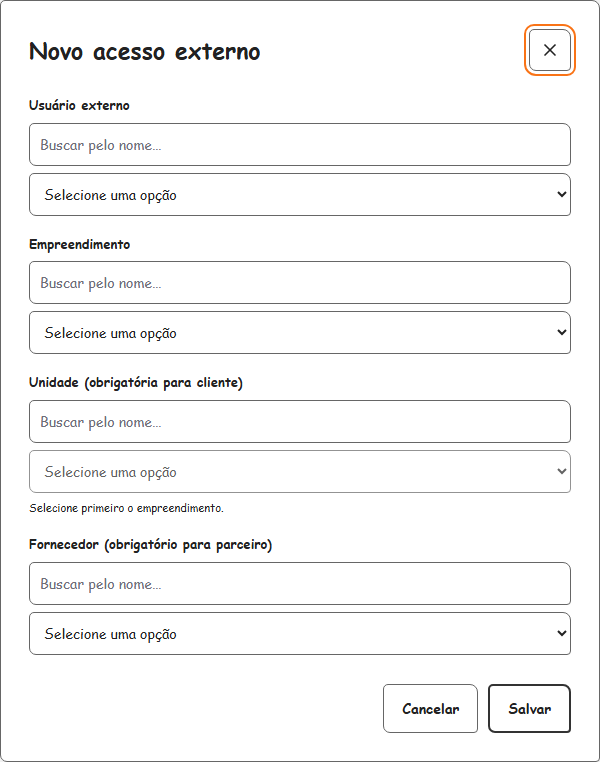 Novo acesso externo
Usuário externo
Buscar pelo nome...
Selecione uma opção
Empreendimento
Buscar pelo nome...
Selecione uma opção
Unidade (obrigatória para cliente)
Buscar pelo nome...
Selecione uma opção
Selecione primeiro o empreendimento.
Fornecedor (obrigatório para parceiro)
Buscar pelo nome...
Selecione uma opção
Cancelar Salvar